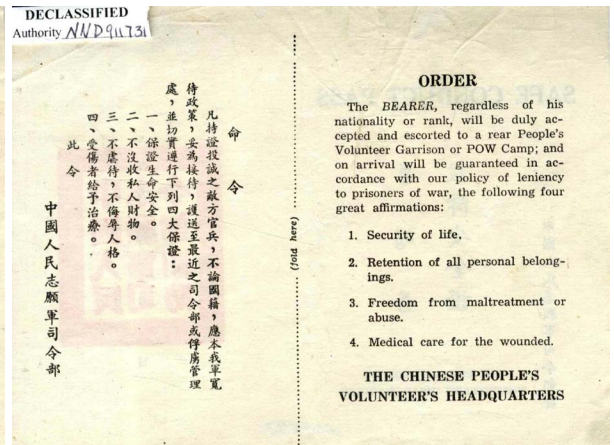 DECLASSIFIED
Authority NND911731
命令
凡持證投誠之敵方官兵，不論國籍，應本我軍寬
待政策，妥為接待，護送至最近之司令部或俘虜管理
處，並切實遵行下列四大保證：
一、保證生命安全。
二、不沒收私人財物。
三、不虐待，不侮辱人格。
四、受傷者給予治療。
此令
中國人民志願軍司令部
(fold here)
ORDER
The BEARER, regardless of his
nationality or rank, will be duly ac-
cepted and escorted to a rear People's
Volunteer Garrison or POW Camp; and
on arrival will be guaranteed in ac-
cordance with our policy of leniency
to prisoners of war, the following four
great affirmations:
1. Security of life.
2. Retention of all personal belong-
ings.
3. Freedom from maltreatment or
abuse.
4. Medical care for the wounded.
THE CHINESE PEOPLE'S
VOLUNTEER'S HEADQUARTERS